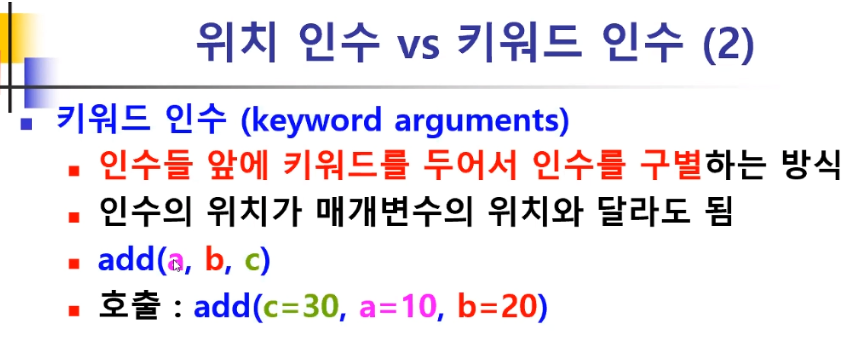 위치 인수 vs 키워드 인수 (2)
키워드 인수 (keyword arguments)
인수들 앞에 키워드를 두어서 인수를 구별하는 방식
인수의 위치가 매개변수의 위치와 달라도 됨
add(a, b, c)
호출 : add(c=30, a=10, b=20)